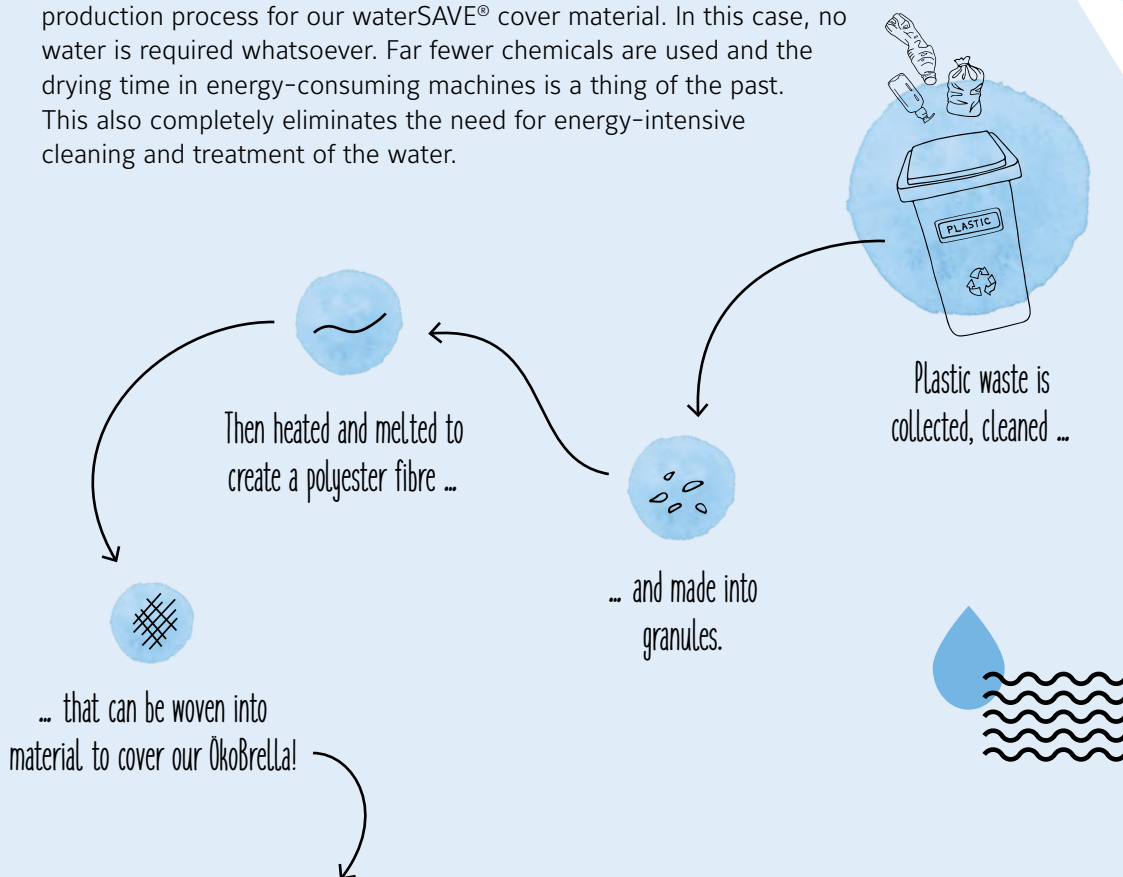 production process for our waterSAVE® cover material. In this case, no
water is required whatsoever. Far fewer chemicals are used and the
drying time in energy-consuming machines is a thing of the past.
This also completely eliminates the need for energy-intensive
cleaning and treatment of the water.
PLASTIC
Plastic waste is
collected, cleaned ...
... and made into
granules.
Then heated and melted to
create a polyester fibre ...
... that can be woven into
material to cover our ÖkoBrella!